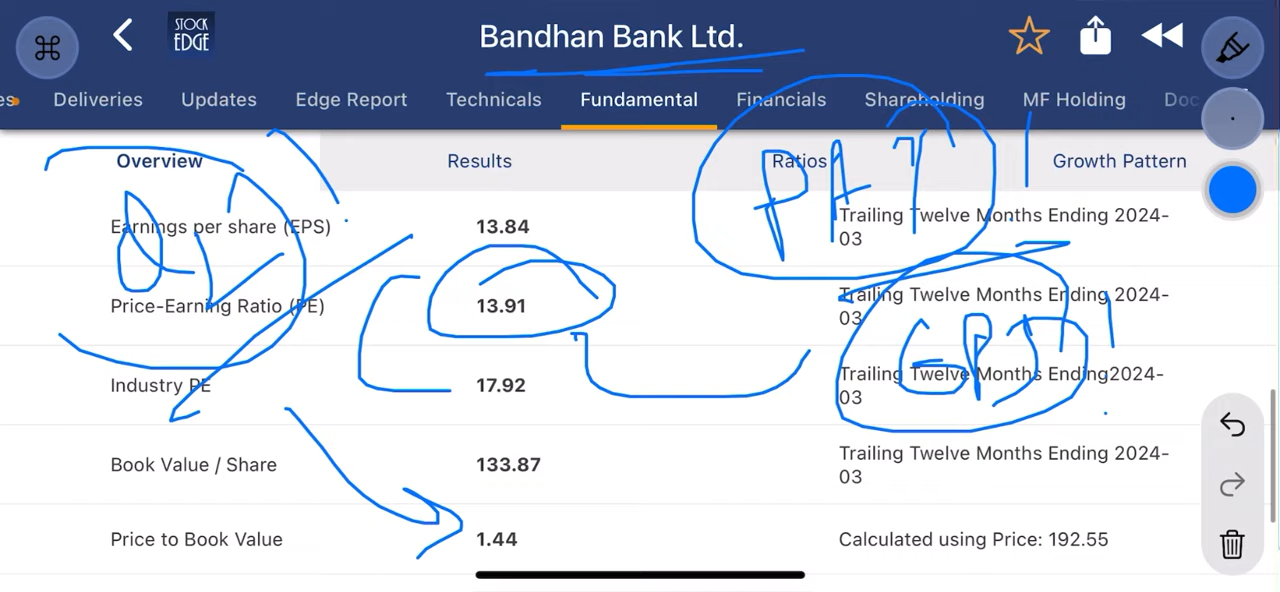 STOCK
EDGE
Bandhan Bank Ltd.
Deliveries Updates Edge Report Technicals Fundamental Financials Shareholding MF Holding
Overview Results Ratios Growth Pattern
Earnings per share (EPS) 13.84 Trailing Twelve Months Ending 2024-
03
Price-Earning Ratio (PE) 13.91 Trailing Twelve Months Ending 2024-
03
Industry PE 17.92 Trailing Twelve Months Ending 2024-
03
Book Value / Share 133.87 Trailing Twelve Months Ending 2024-
03
Price to Book Value 1.44 Calculated using Price: 192.55
PAT